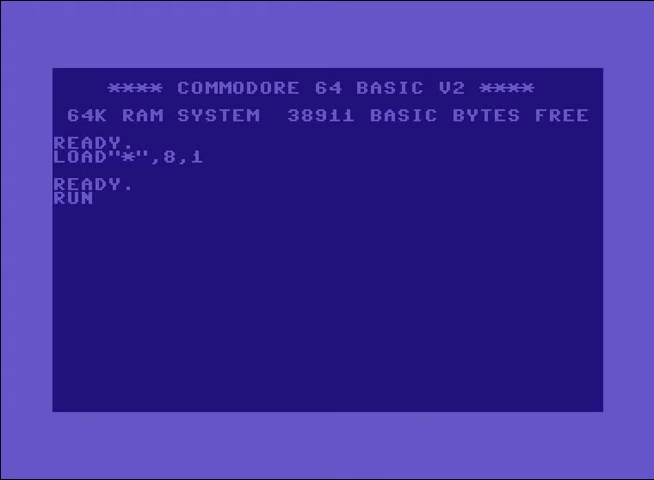 **** COMMODORE 64 BASIC V2 ****
64K RAM SYSTEM  38911 BASIC BYTES FREE
READY.
LOAD"*",8,1
READY.
RUN